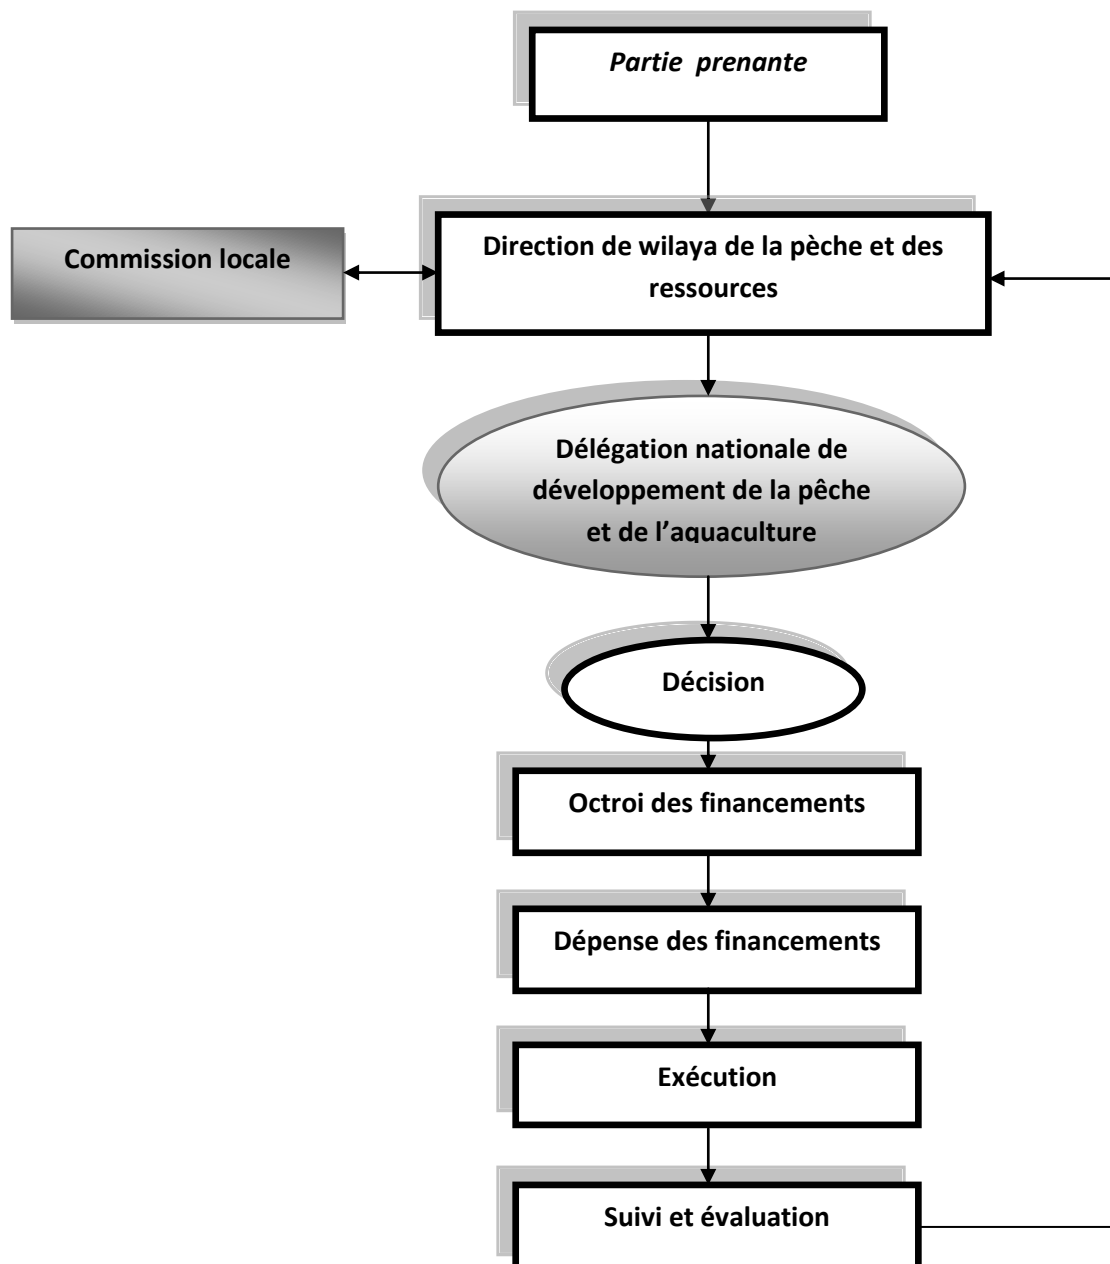 Partie prenante
Direction de wilaya de la pèche et des
ressources
Commission locale
Délégation nationale de
développement de la pêche
et de l'aquaculture
Décision
Octroi des financements
Dépense des financements
Exécution
Suivi et évaluation